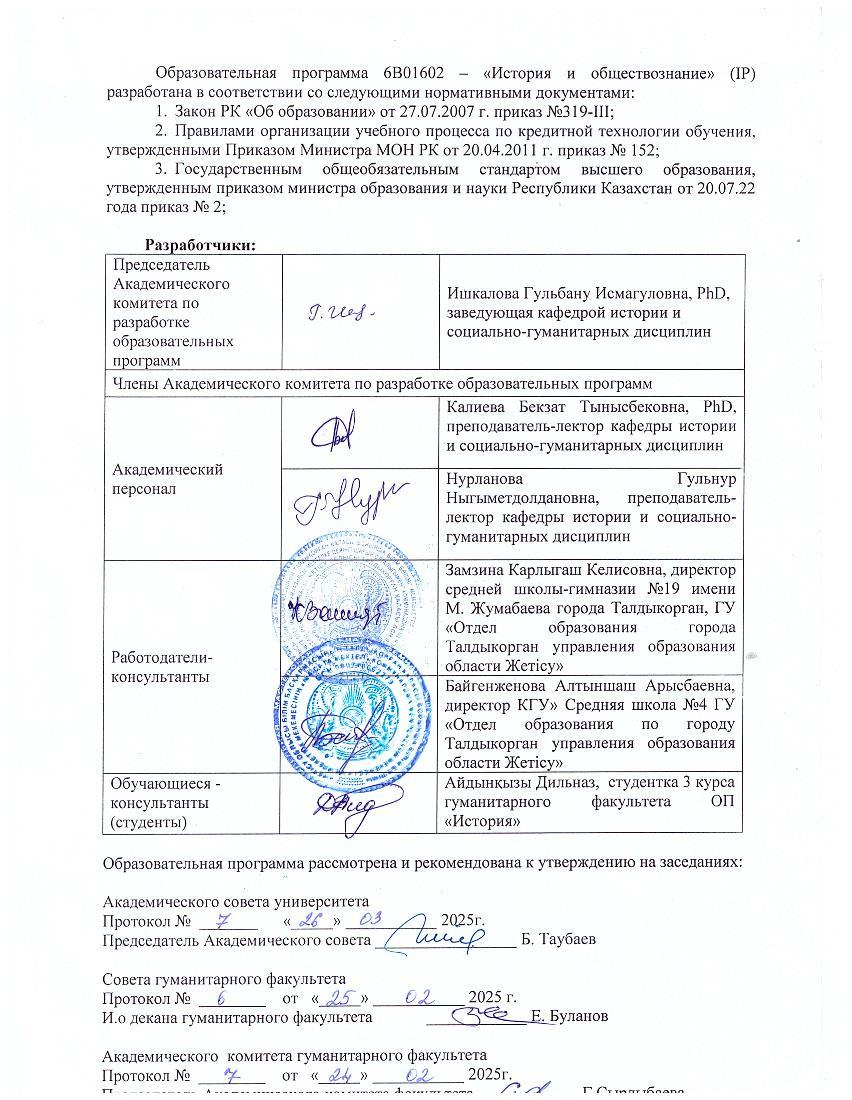 Образовательная программа 6В01602 – «История и обществознание» (IP)
разработана в соответствии со следующими нормативными документами:
1. Закон РК «Об образовании» от 27.07.2007 г. приказ №319-III;
2. Правилами организации учебного процесса по кредитной технологии обучения,
утвержденными Приказом Министра МОН РК от 20.04.2011 г. приказ № 152;
3. Государственным общеобязательным стандартом высшего образования,
утвержденным приказом министра образования и науки Республики Казахстан от 20.07.22
года приказ № 2;
Разработчики:
Председатель
Академического
комитета по
разработке
образовательных
программ
Ишкалова Гульбану Исмагуловна, PhD,
заведующая кафедрой истории и
социально-гуманитарных дисциплин
Члены Академического комитета по разработке образовательных программ
Академический
персонал
Калиева Бекзат Тынысбековна, PhD,
преподаватель-лектор кафедры истории
и социально-гуманитарных дисциплин
Нурланова Гульнур
Ныгыметдолдановна, преподаватель-
лектор кафедры истории и социально-
гуманитарных дисциплин
Работодатели-
консультанты
Замзина Карлыгаш Келисовна, директор
средней школы-гимназии №19 имени
М. Жумабаева города Талдыкорган, ГУ
«Отдел образования города
Талдыкорган управления образования
области Жетісу»
Байгенженова Алтыншаш Арысбаевна,
директор КГУ» Средняя школа №4 ГУ
«Отдел образования по городу
Талдыкорган управления образования
области Жетісу»
Обучающиеся -
консультанты
(студенты)
Айдынқызы Дильназ, студентка 3 курса
гуманитарного факультета ОП
«История»
Образовательная программа рассмотрена и рекомендована к утверждению на заседаниях:
Академического совета университета
Протокол № 7 «26» 03 2025г.
Председатель Академического совета Б. Таубаев
Совета гуманитарного факультета
Протокол № 6 от «25» 02 2025 г.
И.о декана гуманитарного факультета Е. Буланов
Академического комитета гуманитарного факультета
Протокол № 7 от «24» 02 2025г.